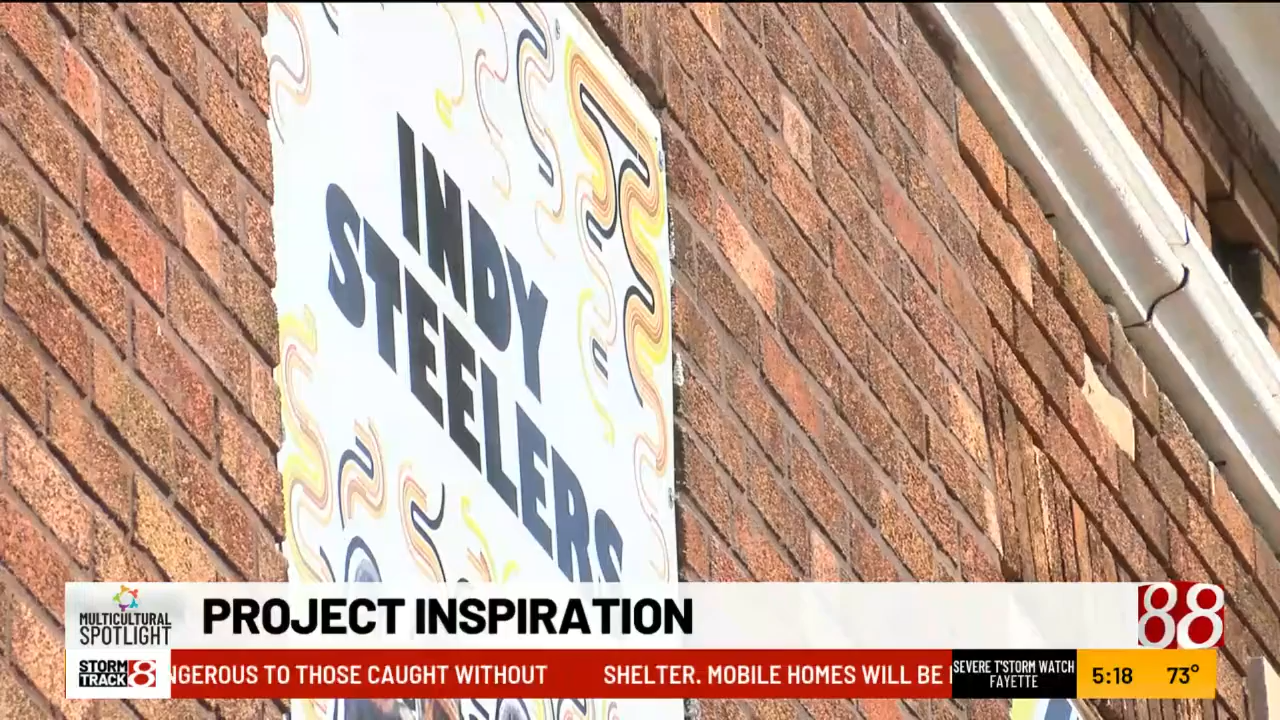 INDY
STEELERS
MULTICULTURAL
SPOTLIGHT
PROJECT INSPIRATION
88
STORM
TRACK 8
NGEROUS TO THOSE CAUGHT WITHOUT SHELTER. MOBILE HOMES WILL BE
SEVERE T'STORM WATCH
FAYETTE
5:18 73°